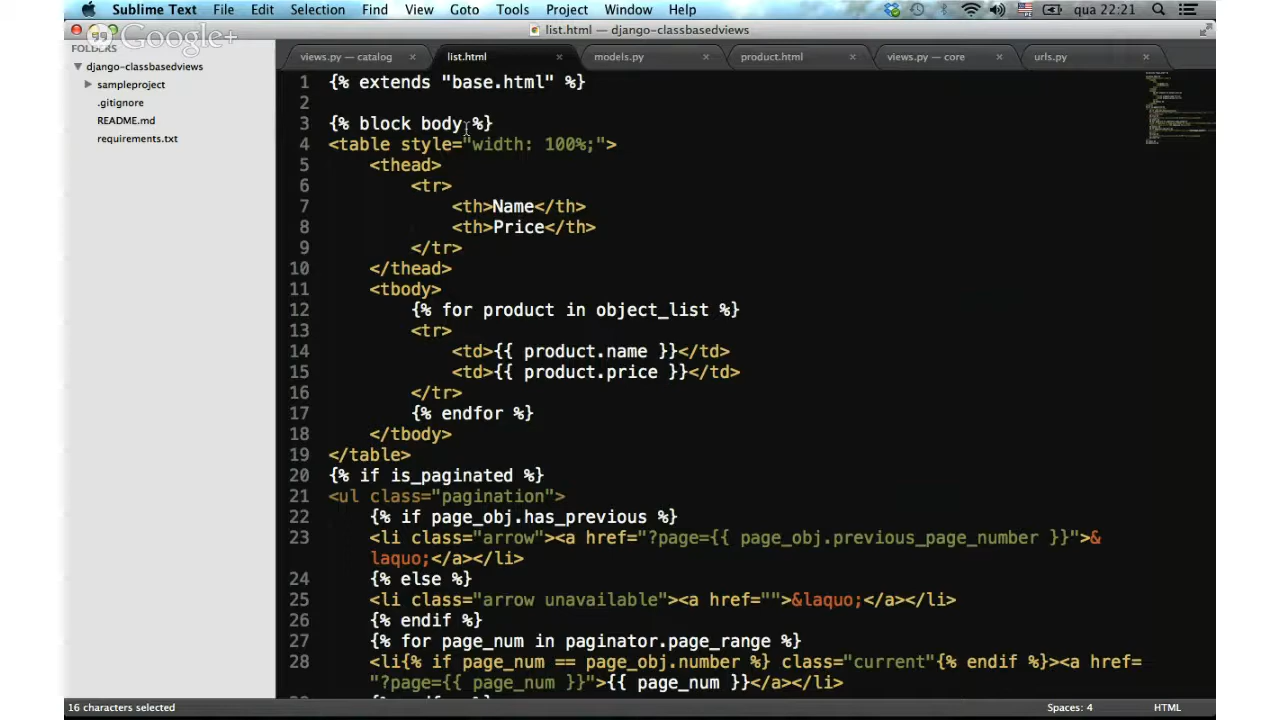 Sublime Text File Edit Selection Find View Goto Tools Project Window Help qua 22:21
list.html — django-classbasedviews
Google+
FOLDERS
django-classbasedviews
sampleproject
.gitignore
README.md
requirements.txt
views.py — catalog × list.html × models.py × product.html × views.py — core × urls.py ×
1 {% extends "base.html" %}
2
3 {% block body %}
4 <table style="width: 100%;">
5 <thead>
6 <tr>
7 <th>Name</th>
8 <th>Price</th>
9 </tr>
10 </thead>
11 <tbody>
12 {% for product in object_list %}
13 <tr>
14 <td>{{ product.name }}</td>
15 <td>{{ product.price }}</td>
16 </tr>
17 {% endfor %}
18 </tbody>
19 </table>
20 {% if is_paginated %}
21 <ul class="pagination">
22 {% if page_obj.has_previous %}
23 <li class="arrow"><a href="?page={{ page_obj.previous_page_number }}">&
laquo;</a></li>
24 {% else %}
25 <li class="arrow unavailable"><a href="">&laquo;</a></li>
26 {% endif %}
27 {% for page_num in paginator.page_range %}
28 <li{% if page_num == page_obj.number %} class="current"{% endif %}><a href=
"?page={{ page_num }}">{{ page_num }}</a></li>
16 characters selected Spaces: 4 HTML